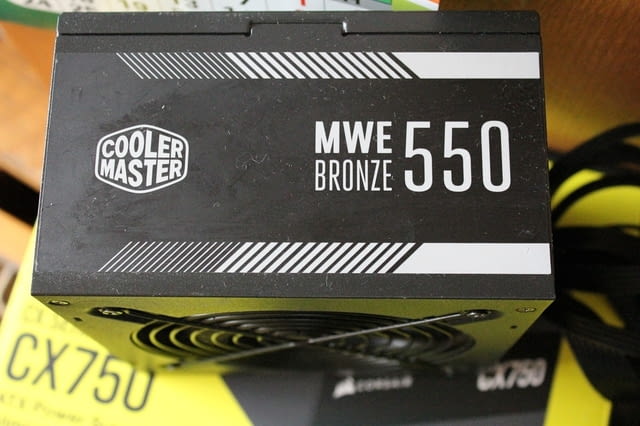 COOLER
MASTER
MWE
BRONZE
550
CX750
CORSAIR
CX750